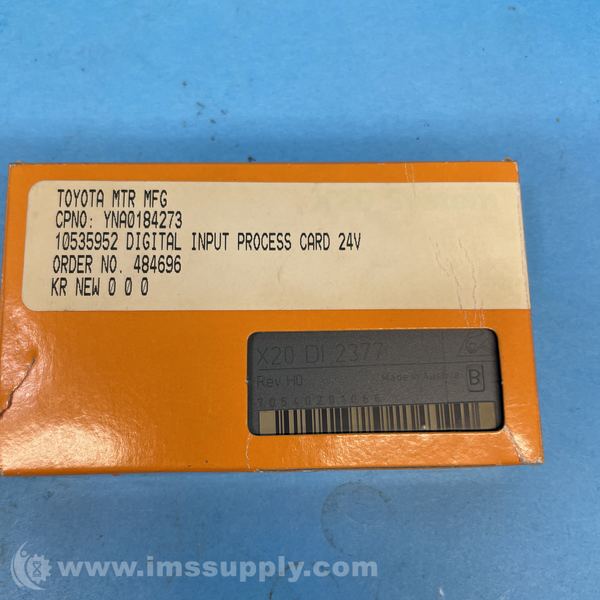 TOYOTA MTR MFG
CPNO: YNA0184273
10535952 DIGITAL INPUT PROCESS CARD 24V
ORDER NO. 484696
KR NEW 0 0 0
X20 DI 2377
Rev. H0 Made in Austria B
www.imssupply.com